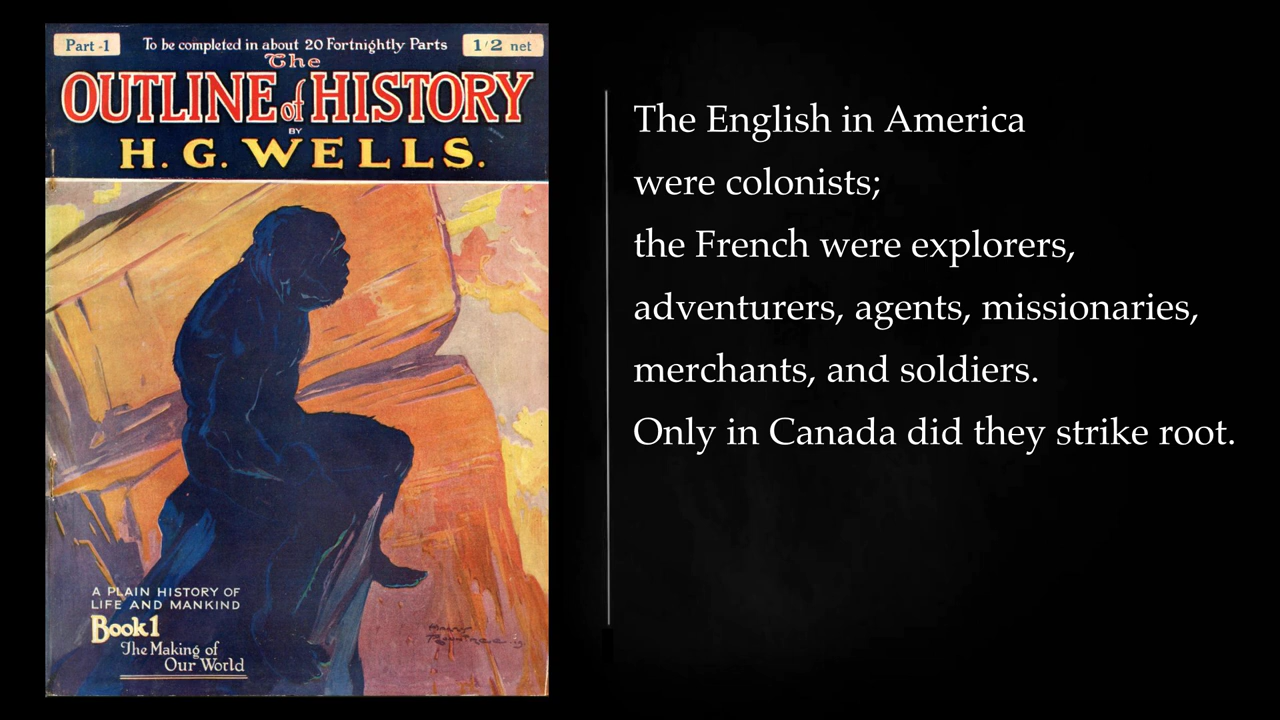 Part -1
To be completed in about 20 Fortnightly Parts
1/2 net
The
OUTLINE of HISTORY
BY
H. G. WELLS.
A PLAIN HISTORY OF
LIFE AND MANKIND
Book 1
The Making of
Our World
The English in America
were colonists;
the French were explorers,
adventurers, agents, missionaries,
merchants, and soldiers.
Only in Canada did they strike root.